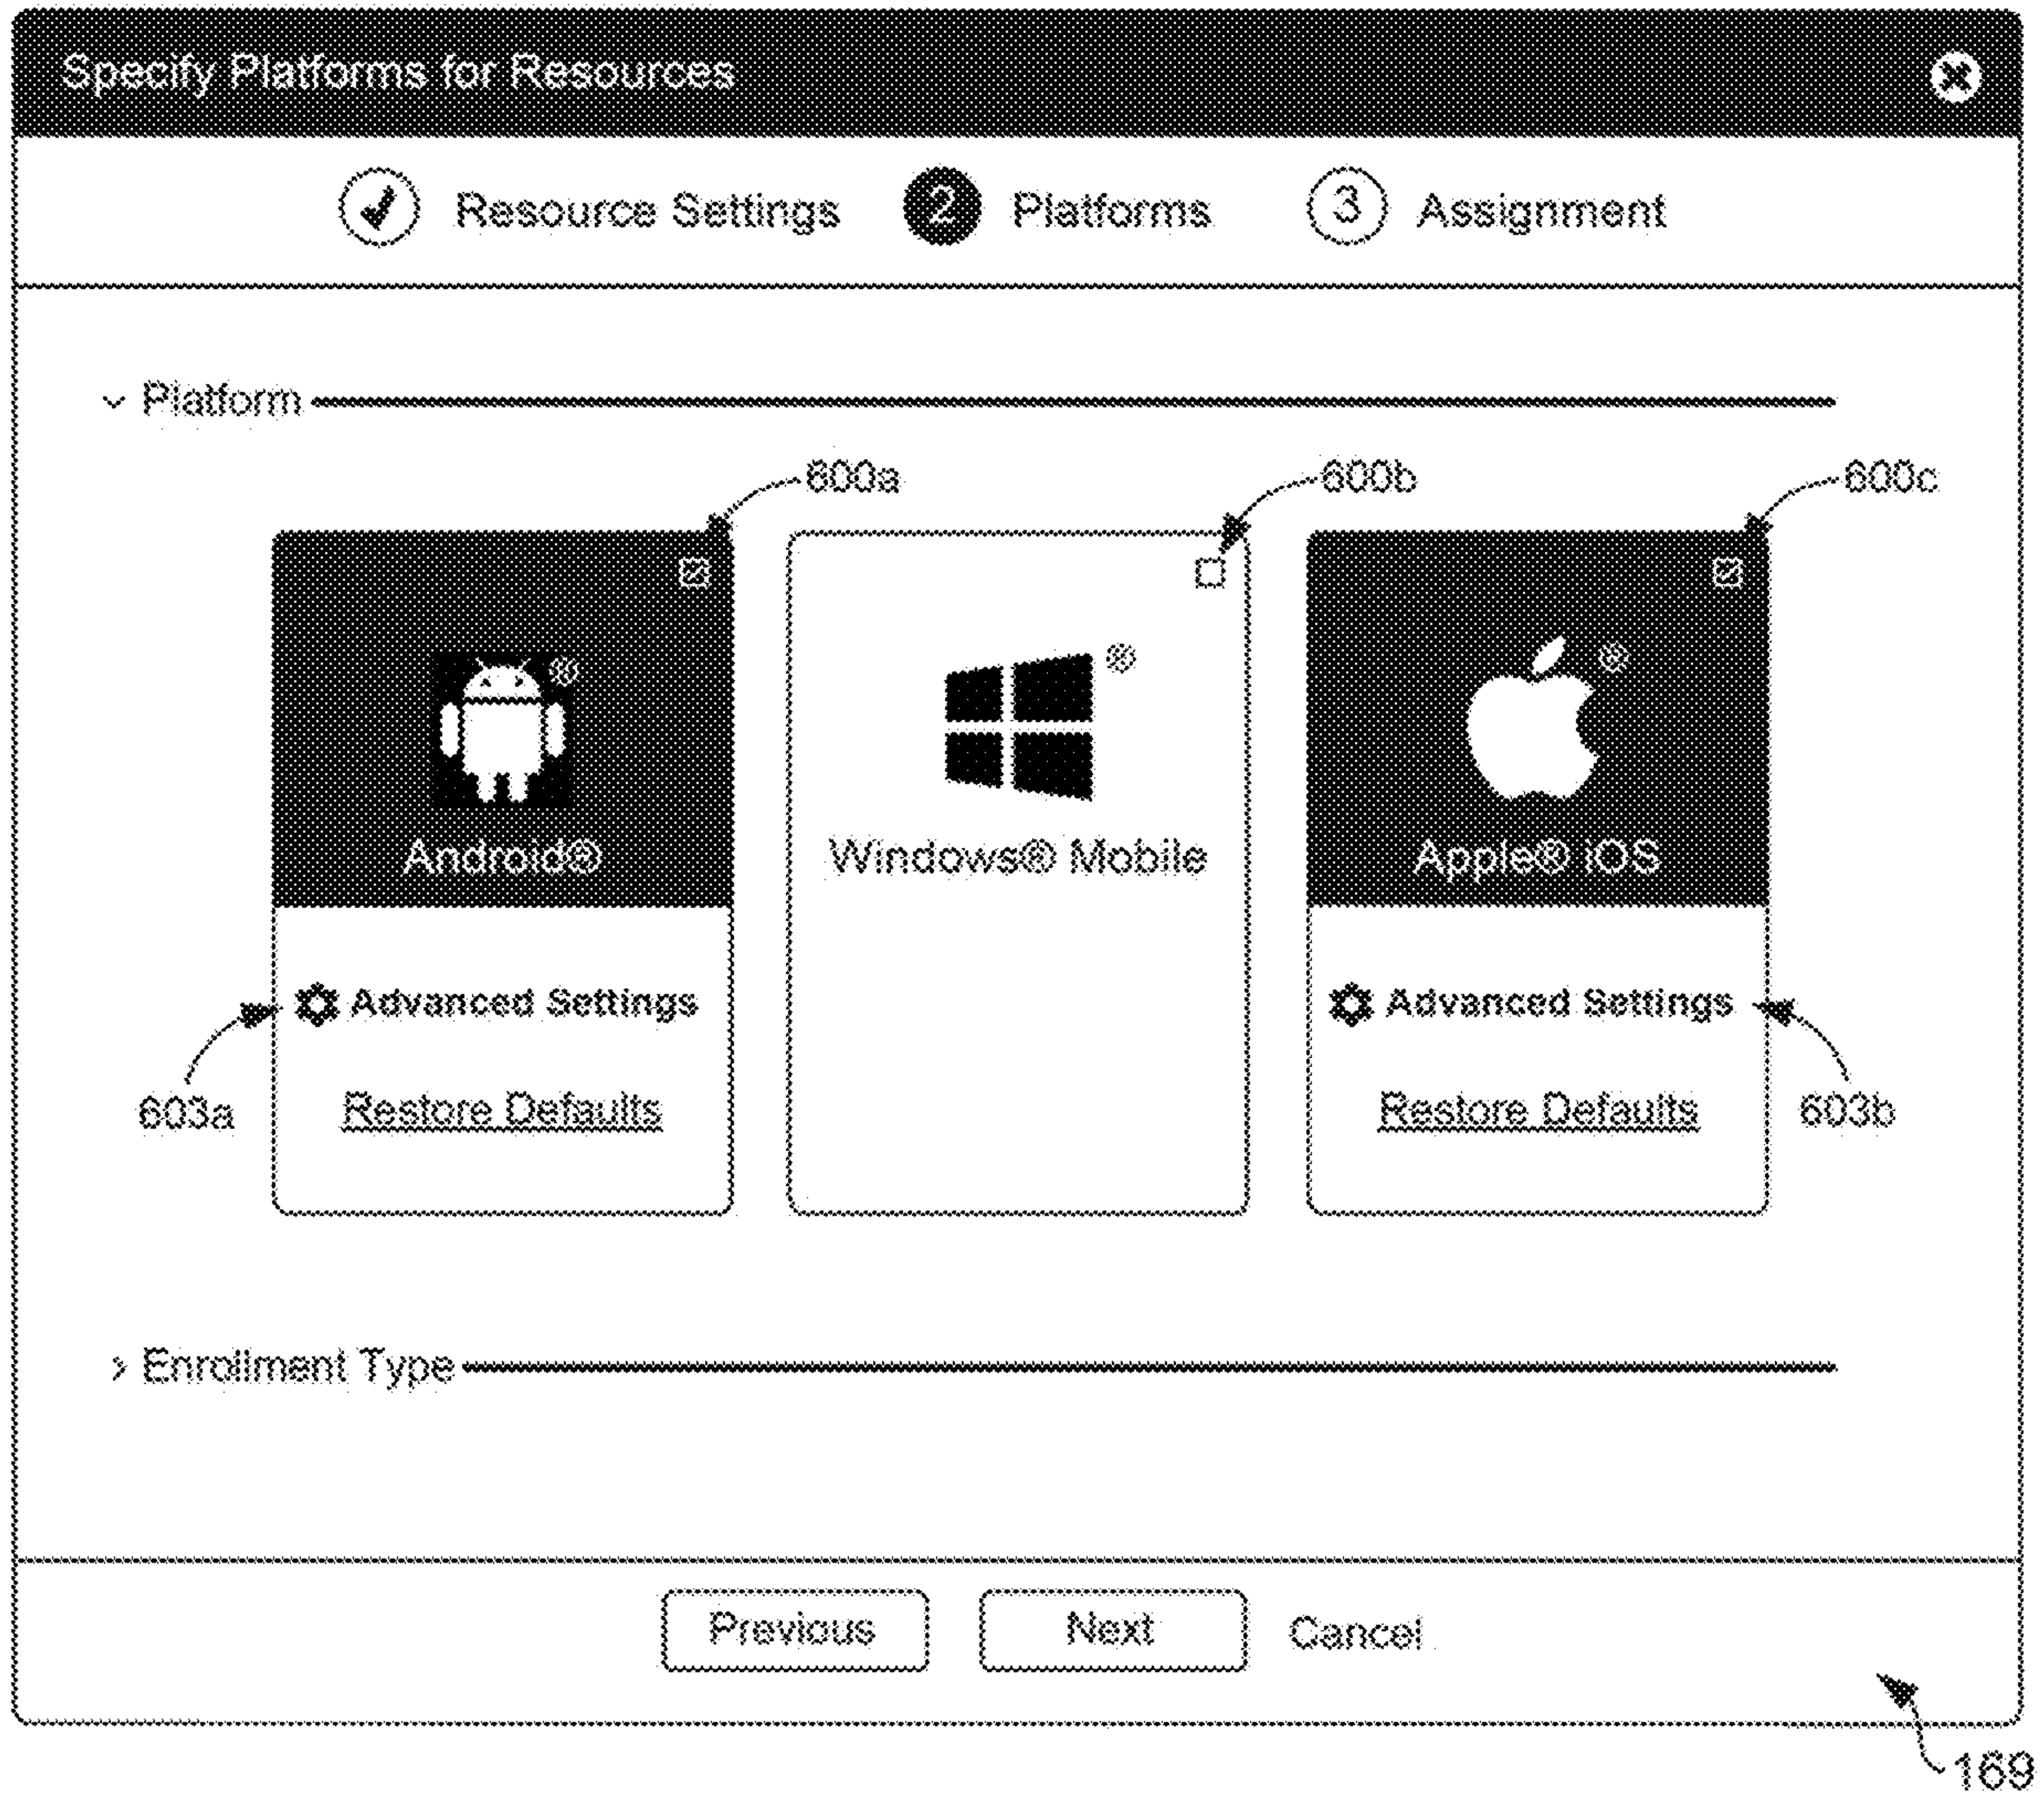 Specify Platforms for Resources
Resource Settings 2 Platforms 3 Assignment
Platform
600a 600b 600c
® ® ®
Android® Windows® Mobile Apple® iOS
Advanced Settings Advanced Settings
603a Restore Defaults Restore Defaults 603b
Enrollment Type
Previous Next Cancel
169